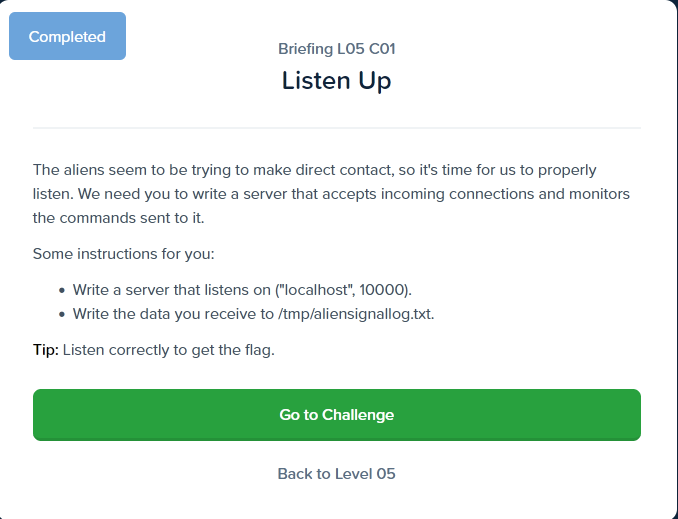 Completed
Briefing L05 C01
Listen Up
The aliens seem to be trying to make direct contact, so it's time for us to properly
listen. We need you to write a server that accepts incoming connections and monitors
the commands sent to it.
Some instructions for you:
• Write a server that listens on ("localhost", 10000).
• Write the data you receive to /tmp/aliensignallog.txt.
Tip: Listen correctly to get the flag.
Go to Challenge
Back to Level 05